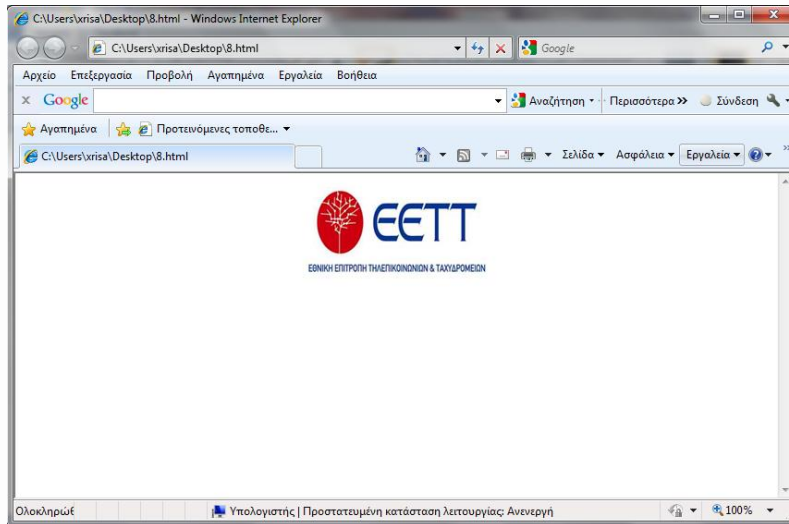 C:\Users\xrisa\Desktop\8.html - Windows Internet Explorer
C:\Users\xrisa\Desktop\8.html Google
Αρχείο Επεξεργασία Προβολή Αγαπημένα Εργαλεία Βοήθεια
x Google Αναζήτηση Περισσότερα >> Σύνδεση
Αγαπημένα Προτεινόμενες τοποθε...
C:\Users\xrisa\Desktop\8.html Σελίδα Ασφάλεια Εργαλεία
ΕΕΤΤ
ΕΘΝΙΚΗ ΕΠΙΤΡΟΠΗ ΤΗΛΕΠΙΚΟΙΝΩΝΙΩΝ & ΤΑΧΥΔΡΟΜΕΙΩΝ
Ολοκληρώθ Υπολογιστής | Προστατευμένη κατάσταση λειτουργίας: Ανενεργή 100%